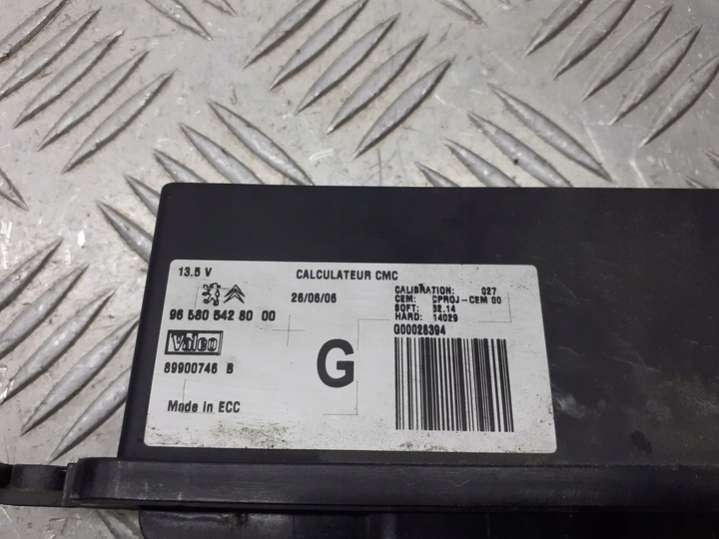 13.5 V
CALCULATEUR CMC
26/06/06
CALIBRATION: 027
CEM: CPROJ-CEM 00
SOFT: 32.14
HARD: 14029
96 580 542 80 00
G00026394
Valeo
G
89900746 B
Made in ECC